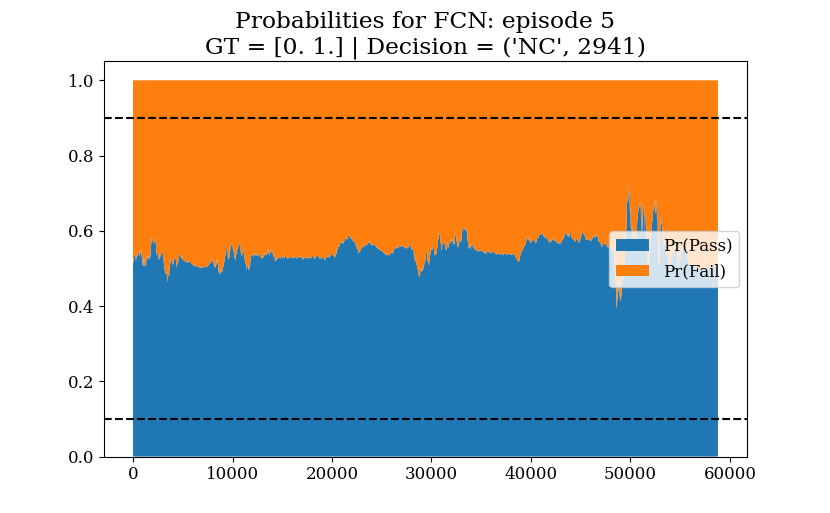 Probabilities for FCN: episode 5
GT = [0. 1.] | Decision = ('NC', 2941)
1.0
0.8
0.6
0.4
0.2
0.0
Pr(Pass)
Pr(Fail)
0 10000 20000 30000 40000 50000 60000